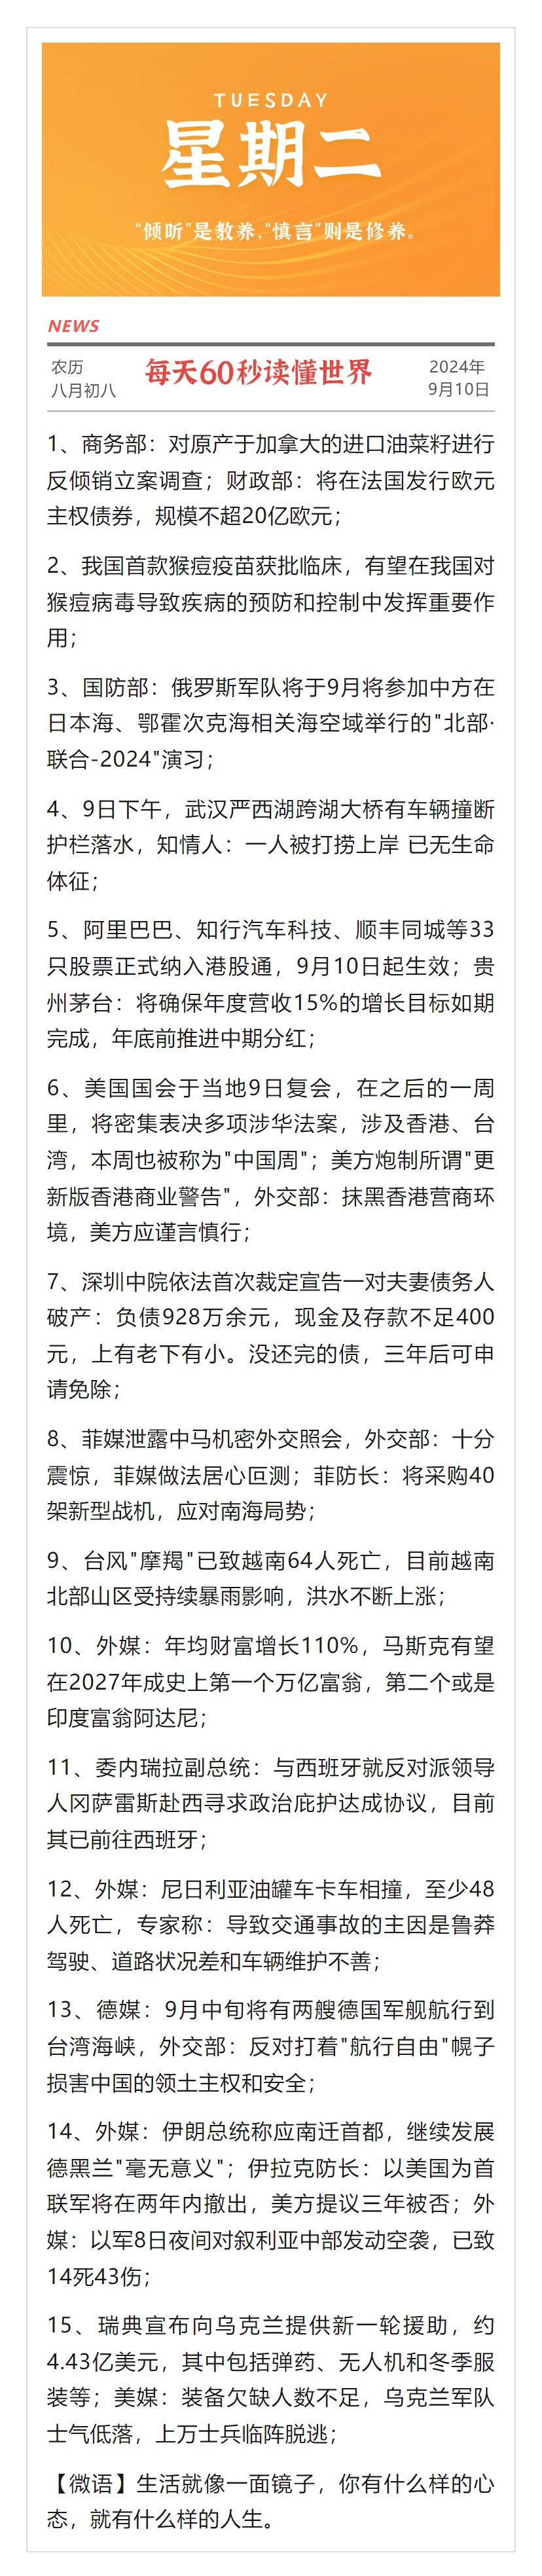 TUESDAY
星期二
“倾听”是教养,“慎言”则是修养。
NEWS
农历
八月初八
每天60秒读懂世界
2024年
9月10日
1、商务部：对原产于加拿大的进口油菜籽进行
反倾销立案调查；财政部：将在法国发行欧元
主权债券，规模不超20亿欧元；
2、我国首款猴痘疫苗获批临床，有望在我国对
猴痘病毒导致疾病的预防和控制中发挥重要作
用；
3、国防部：俄罗斯军队将于9月将参加中方在
日本海、鄂霍次克海相关海空域举行的"北部·
联合-2024"演习；
4、9日下午，武汉严西湖跨湖大桥有车辆撞断
护栏落水，知情人：一人被打捞上岸 已无生命
体征；
5、阿里巴巴、知行汽车科技、顺丰同城等33
只股票正式纳入港股通，9月10日起生效；贵
州茅台：将确保年度营收15%的增长目标如期
完成，年底前推进中期分红；
6、美国国会于当地9日复会，在之后的一周
里，将密集表决多项涉华法案，涉及香港、台
湾，本周也被称为"中国周"；美方炮制所谓"更
新版香港商业警告"，外交部：抹黑香港营商环
境，美方应谨言慎行；
7、深圳中院依法首次裁定宣告一对夫妻债务人
破产：负债928万余元，现金及存款不足400
元，上有老下有小。没还完的债，三年后可申
请免除；
8、菲媒泄露中马机密外交照会，外交部：十分
震惊，菲媒做法居心叵测；菲防长：将采购40
架新型战机，应对南海局势；
9、台风"摩羯"已致越南64人死亡，目前越南
北部山区受持续暴雨影响，洪水不断上涨；
10、外媒：年均财富增长110%，马斯克有望
在2027年成史上第一个万亿富翁，第二个或是
印度富翁阿达尼；
11、委内瑞拉副总统：与西班牙就反对派领导
人冈萨雷斯赴西寻求政治庇护达成协议，目前
其已前往西班牙；
12、外媒：尼日利亚油罐车卡车相撞，至少48
人死亡，专家称：导致交通事故的主因是鲁莽
驾驶、道路状况差和车辆维护不善；
13、德媒：9月中旬将有两艘德国军舰航行到
台湾海峡，外交部：反对打着"航行自由"幌子
损害中国的领土主权和安全；
14、外媒：伊朗总统称应南迁首都，继续发展
德黑兰"毫无意义"；伊拉克防长：以美国为首
联军将在两年内撤出，美方提议三年被否；外
媒：以军8日夜间对叙利亚中部发动空袭，已致
14死43伤；
15、瑞典宣布向乌克兰提供新一轮援助，约
4.43亿美元，其中包括弹药、无人机和冬季服
装等；美媒：装备欠缺人数不足，乌克兰军队
士气低落，上万士兵临阵脱逃；
【微语】生活就像一面镜子，你有什么样的心
态，就有什么样的人生。